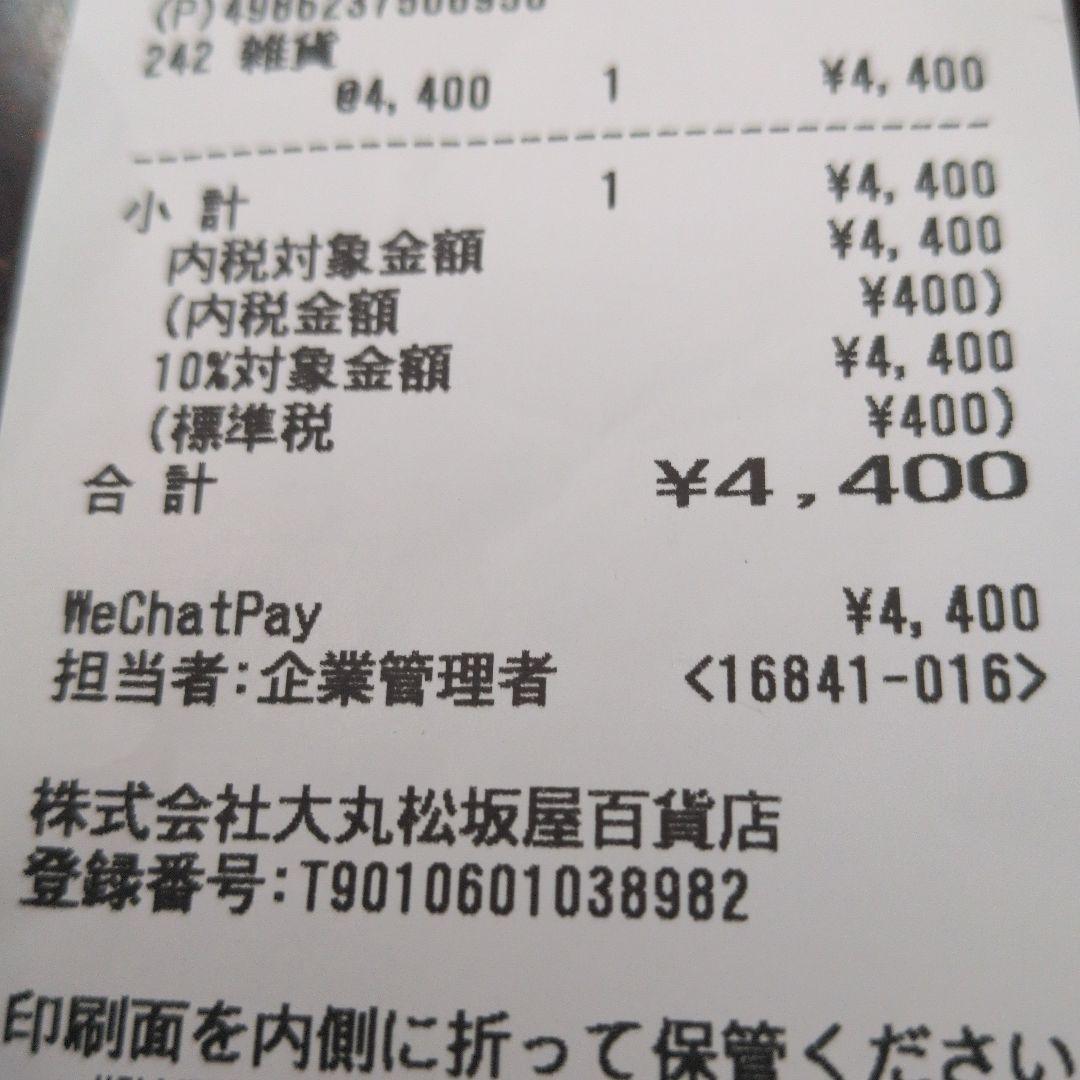 242 雑貨
@4,400 1 ¥4,400
小 計 1 ¥4,400
内税対象金額 ¥4,400
(内税金額 ¥400)
10%対象金額 ¥4,400
(標準税 ¥400)
合 計 ¥4,400
WeChatPay ¥4,400
担当者:企業管理者 <16841-016>
株式会社大丸松坂屋百貨店
登録番号:T9010601038982
印刷面を内側に折って保管ください